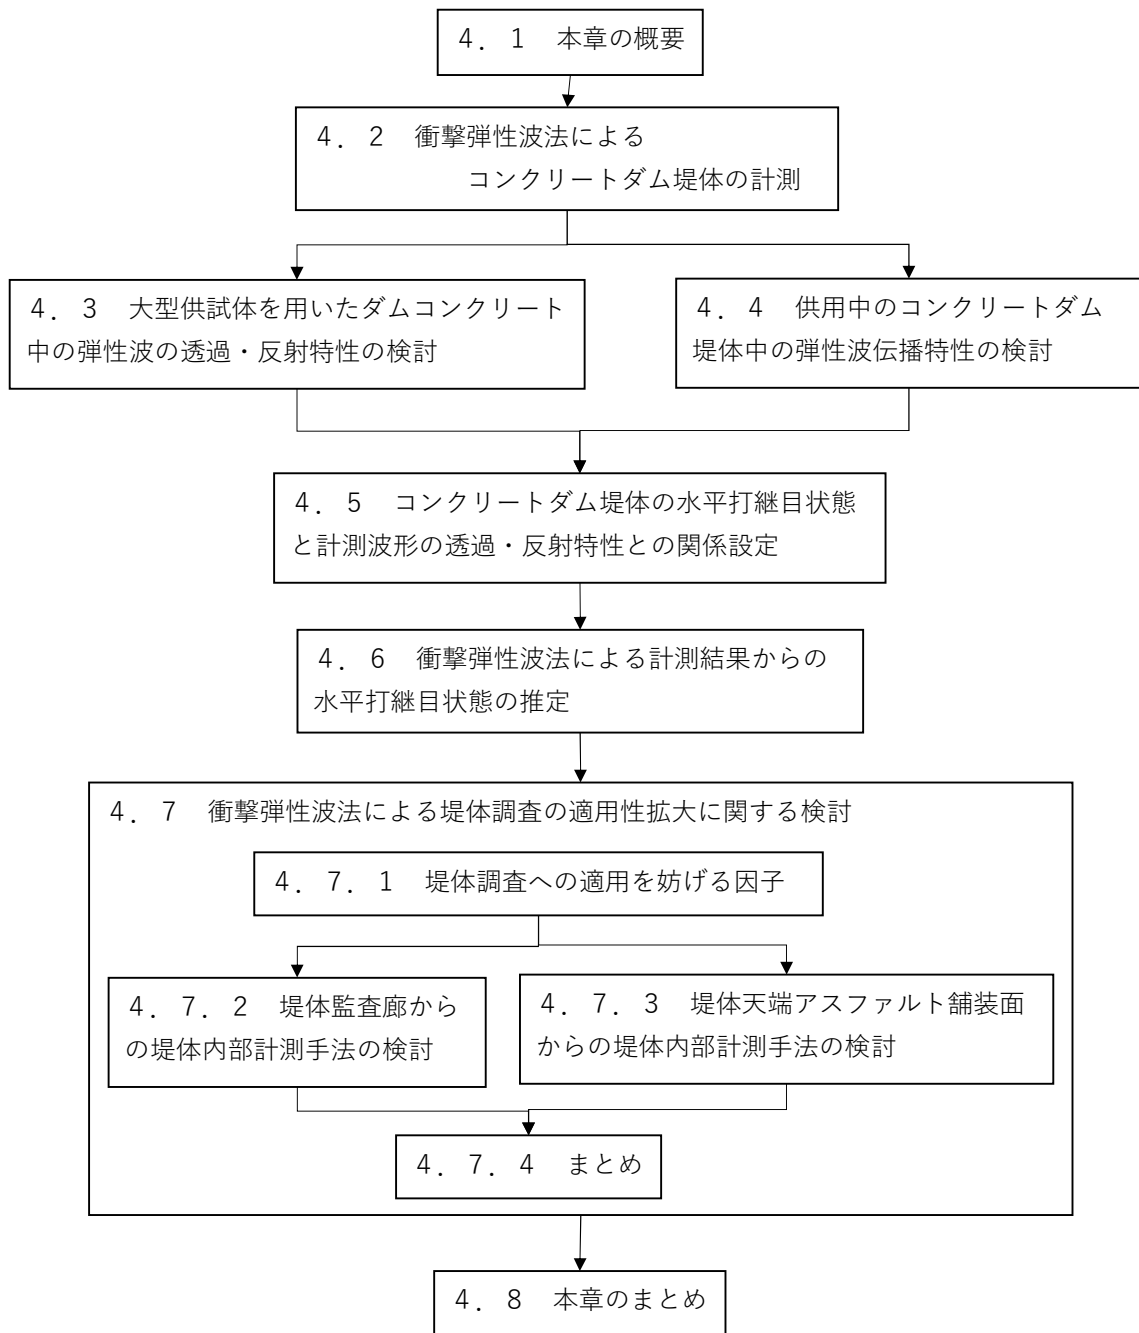 ４．１　本章の概要
４．２　衝撃弾性波法による
コンクリートダム堤体の計測
４．３　大型供試体を用いたダムコンクリート
中の弾性波の透過・反射特性の検討
４．４　供用中のコンクリートダム
堤体中の弾性波伝播特性の検討
４．５　コンクリートダム堤体の水平打継目状態
と計測波形の透過・反射特性との関係設定
４．６　衝撃弾性波法による計測結果からの
水平打継目状態の推定
４．７　衝撃弾性波法による堤体調査の適用性拡大に関する検討
４．７．１　堤体調査への適用を妨げる因子
４．７．２　堤体監査廊から
の堤体内部計測手法の検討
４．７．３　堤体天端アスファルト舗装面
からの堤体内部計測手法の検討
４．７．４　まとめ
４．８　本章のまとめ